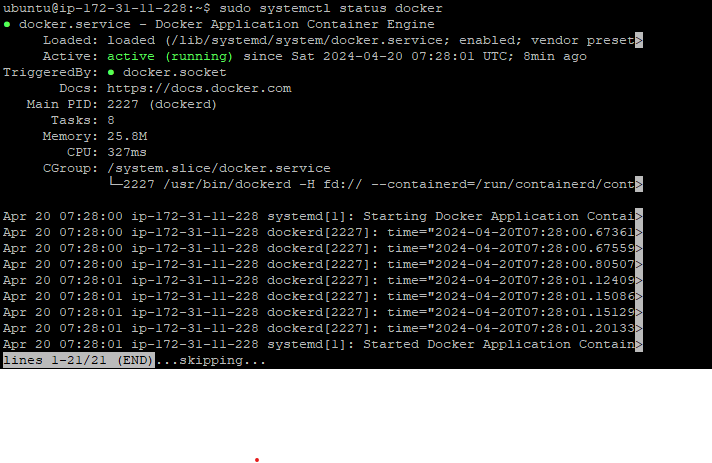 ubuntu@ip-172-31-11-228:~$ sudo systemctl status docker
● docker.service - Docker Application Container Engine
     Loaded: loaded (/lib/systemd/system/docker.service; enabled; vendor preset>
     Active: active (running) since Sat 2024-04-20 07:28:01 UTC; 8min ago
TriggeredBy: ● docker.socket
       Docs: https://docs.docker.com
   Main PID: 2227 (dockerd)
      Tasks: 8
     Memory: 25.8M
        CPU: 327ms
     CGroup: /system.slice/docker.service
             └─2227 /usr/bin/dockerd -H fd:// --containerd=/run/containerd/cont>

Apr 20 07:28:00 ip-172-31-11-228 systemd[1]: Starting Docker Application Contai>
Apr 20 07:28:00 ip-172-31-11-228 dockerd[2227]: time="2024-04-20T07:28:00.67361>
Apr 20 07:28:00 ip-172-31-11-228 dockerd[2227]: time="2024-04-20T07:28:00.67559>
Apr 20 07:28:00 ip-172-31-11-228 dockerd[2227]: time="2024-04-20T07:28:00.80507>
Apr 20 07:28:01 ip-172-31-11-228 dockerd[2227]: time="2024-04-20T07:28:01.12409>
Apr 20 07:28:01 ip-172-31-11-228 dockerd[2227]: time="2024-04-20T07:28:01.15086>
Apr 20 07:28:01 ip-172-31-11-228 dockerd[2227]: time="2024-04-20T07:28:01.15129>
Apr 20 07:28:01 ip-172-31-11-228 dockerd[2227]: time="2024-04-20T07:28:01.20133>
Apr 20 07:28:01 ip-172-31-11-228 systemd[1]: Started Docker Application Contain>
lines 1-21/21 (END)...skipping...